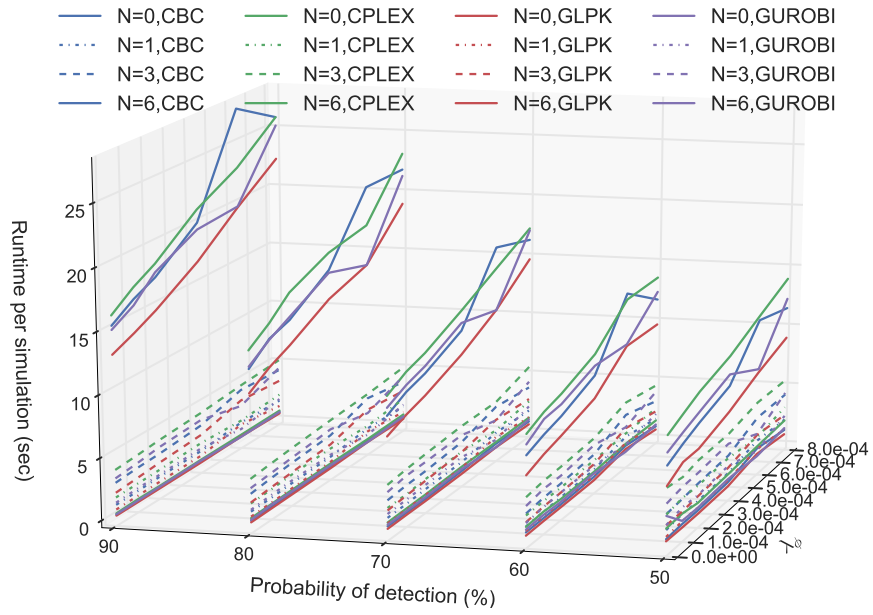 N=0,CBC N=0,CPLEX N=0,GLPK N=0,GUROBI
N=1,CBC N=1,CPLEX N=1,GLPK N=1,GUROBI
N=3,CBC N=3,CPLEX N=3,GLPK N=3,GUROBI
N=6,CBC N=6,CPLEX N=6,GLPK N=6,GUROBI
Runtime per simulation (sec)
25
20
15
10
5
0
90
80
70
60
50
Probability of detection (%)
8.0e-04
7.0e-04
6.0e-04
5.0e-04
4.0e-04
3.0e-04
2.0e-04
1.0e-04
0.0e+00